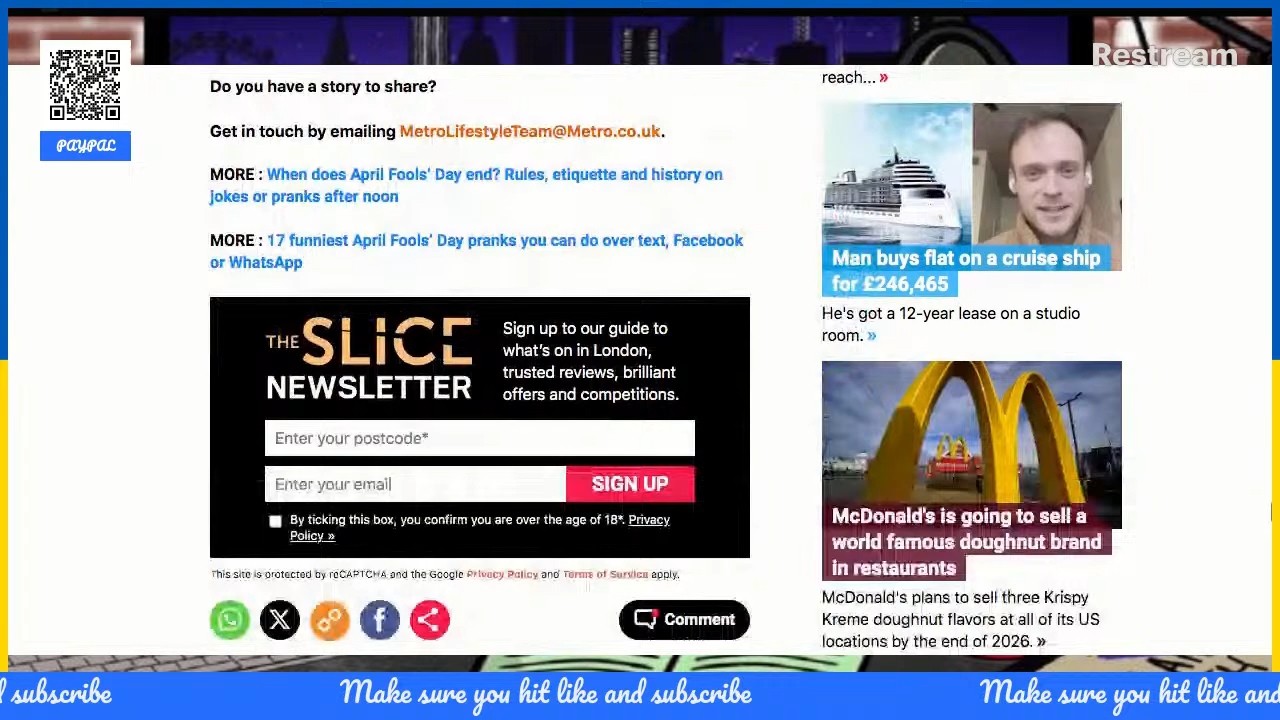 Restream
PAYPAL
Do you have a story to share?
Get in touch by emailing MetroLifestyleTeam@Metro.co.uk.
MORE : When does April Fools' Day end? Rules, etiquette and history on
jokes or pranks after noon
MORE : 17 funniest April Fools' Day pranks you can do over text, Facebook
or WhatsApp
THE SLICE
NEWSLETTER
Sign up to our guide to
what's on in London,
trusted reviews, brilliant
offers and competitions.
Enter your postcode*
Enter your email
SIGN UP
By ticking this box, you confirm you are over the age of 18*. Privacy
Policy »
This site is protected by reCAPTCHA and the Google Privacy Policy and Terms of Service apply.
Comment
reach... »
Man buys flat on a cruise ship
for £246,465
He's got a 12-year lease on a studio
room. »
McDonald's is going to sell a
world famous doughnut brand
in restaurants
McDonald's plans to sell three Krispy
Kreme doughnut flavors at all of its US
locations by the end of 2026. »
d subscribe
Make sure you hit like and subscribe
Make sure you hit like and